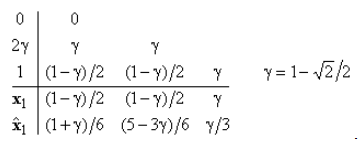 0 0
2γ γ γ
1 (1−γ)/2 (1−γ)/2 γ γ = 1−√2/2
x₁ (1−γ)/2 (1−γ)/2 γ
x̂₁ (1+γ)/6 (5−3γ)/6 γ/3
.